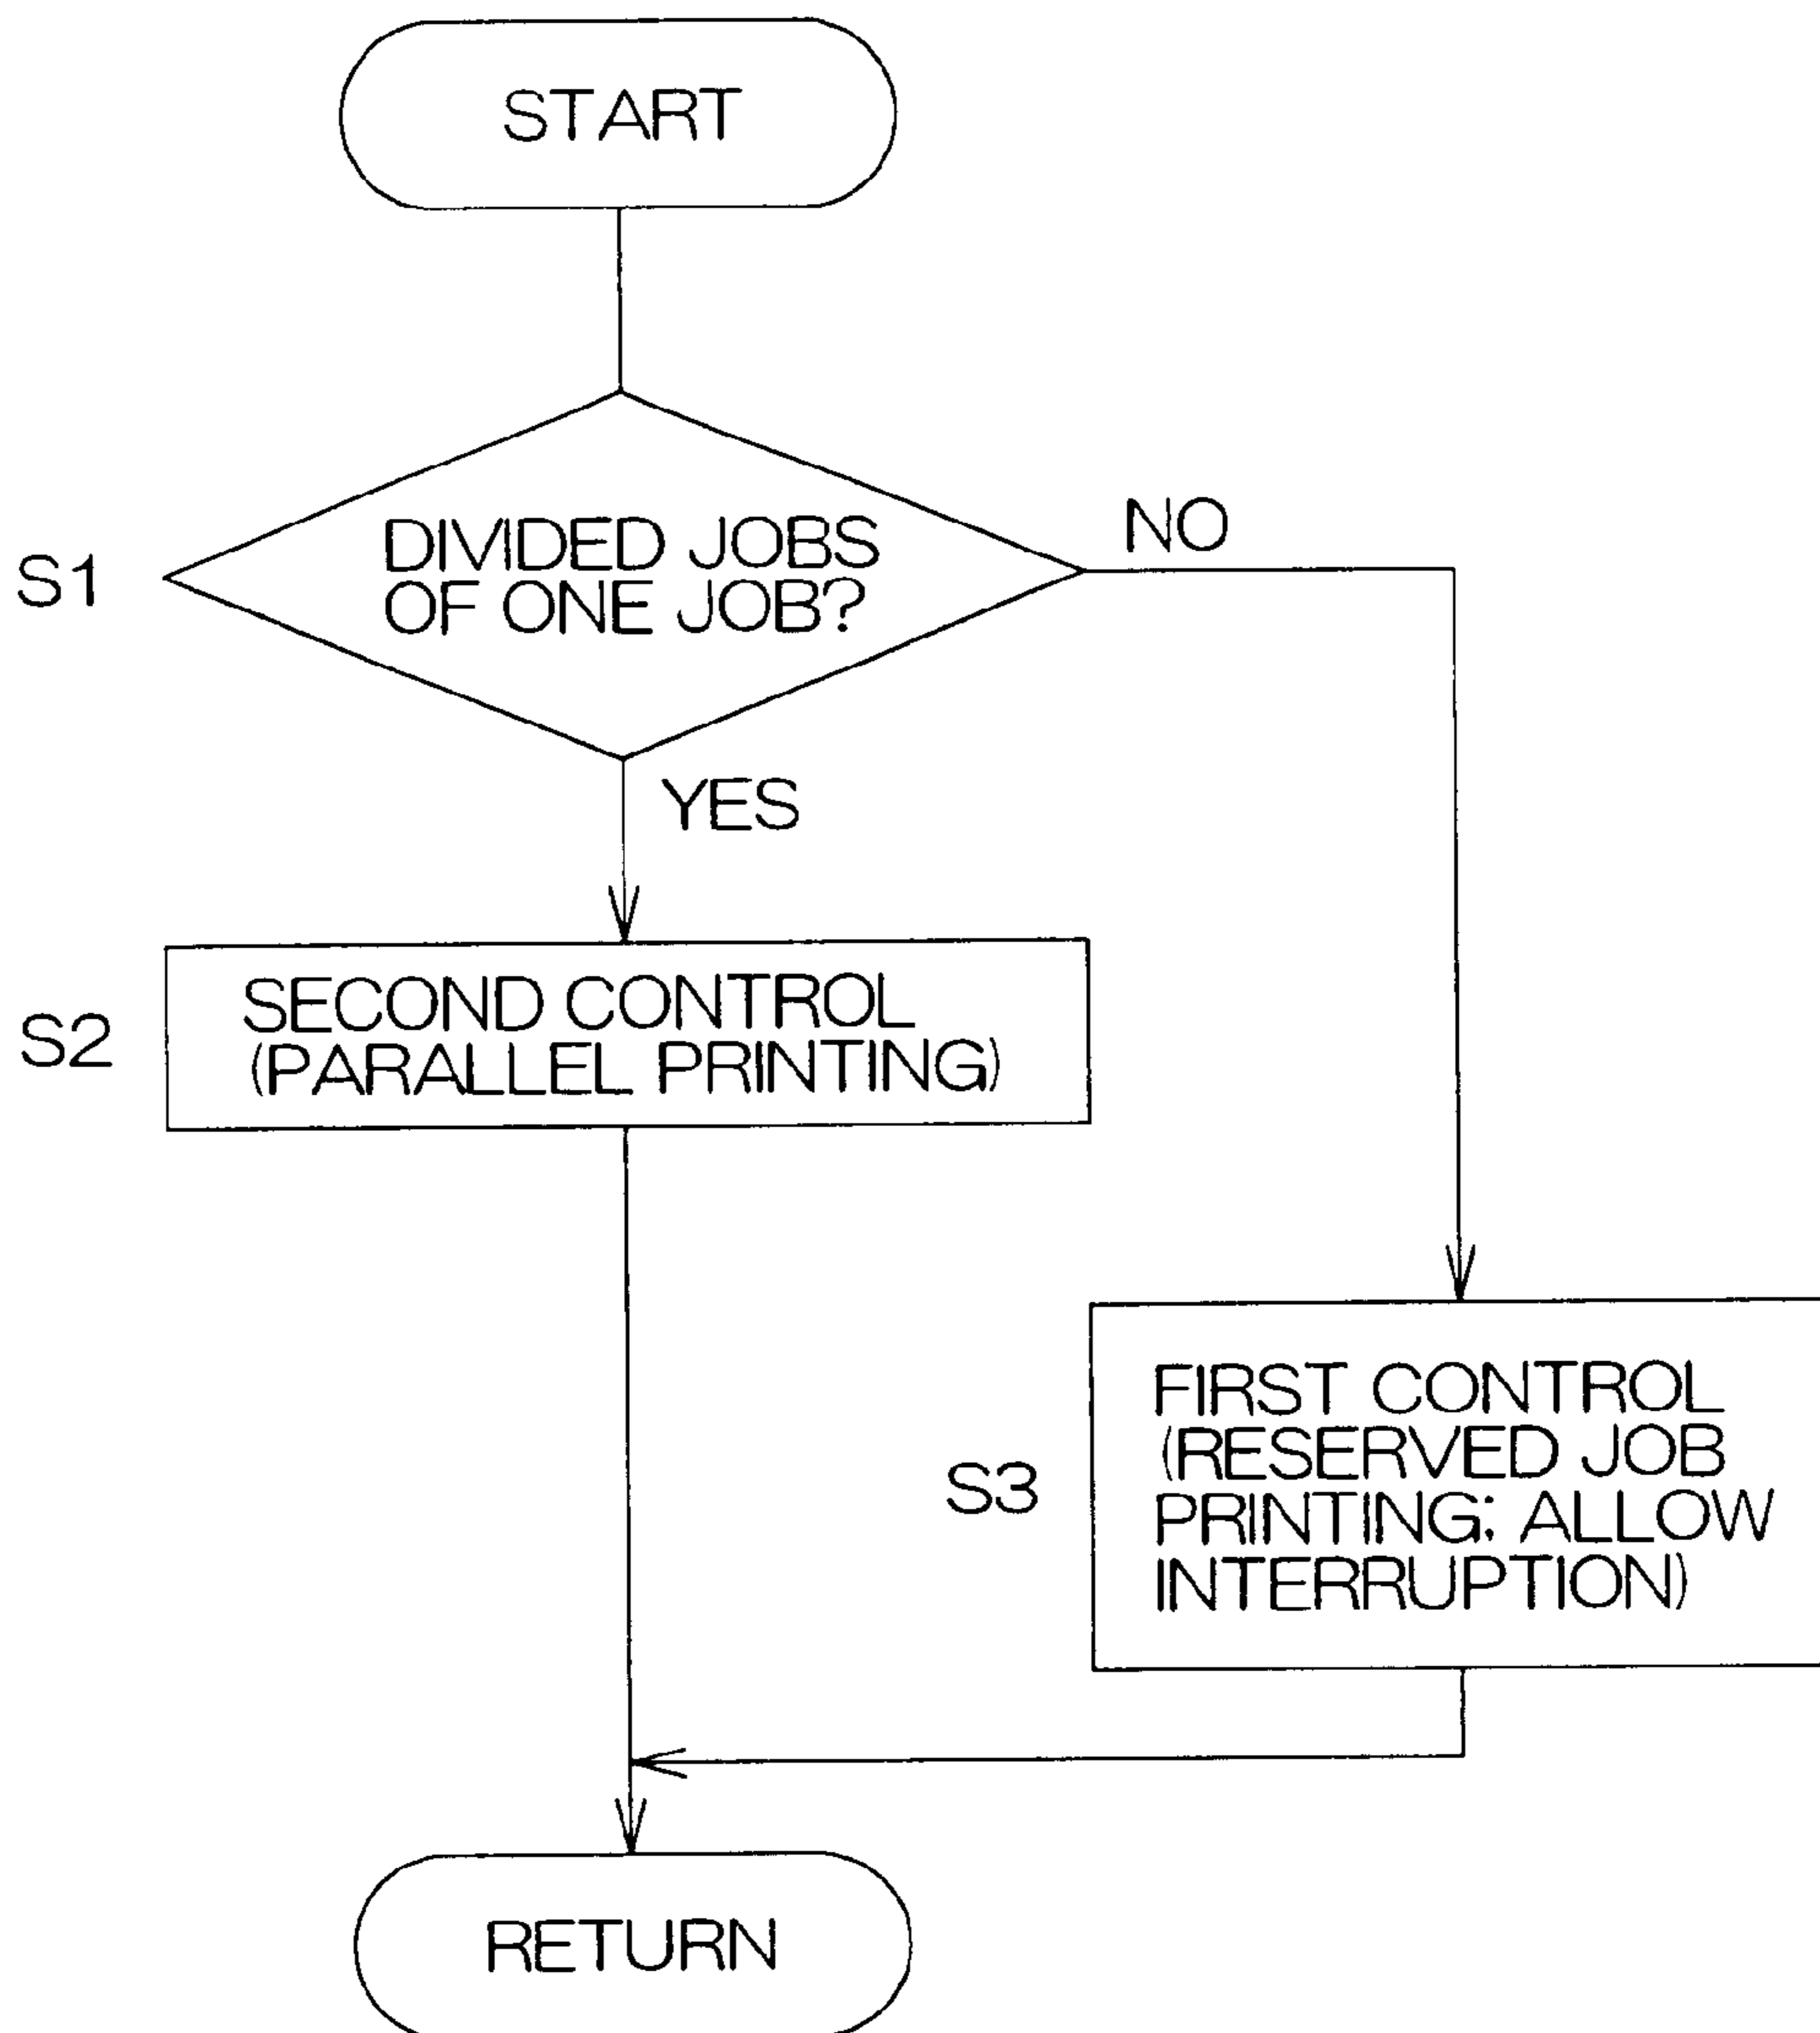 START
S1
DIVIDED JOBS
OF ONE JOB?
NO
YES
S2
SECOND CONTROL
(PARALLEL PRINTING)
S3
FIRST CONTROL
(RESERVED JOB
PRINTING; ALLOW
INTERRUPTION)
RETURN